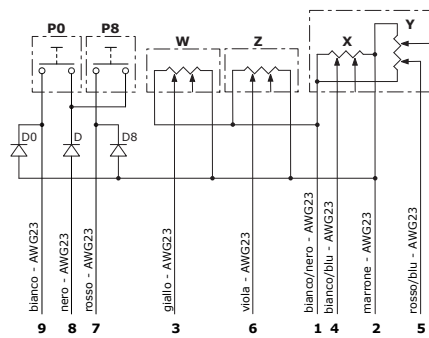 P0 P8 W Z X Y
D0 D D8
bianco - AWG23
nero - AWG23
rosso - AWG23
giallo - AWG23
viola - AWG23
bianco/nero - AWG23
bianco/blu - AWG23
marrone - AWG23
rosso/blu - AWG23
9 8 7 3 6 1 4 2 5